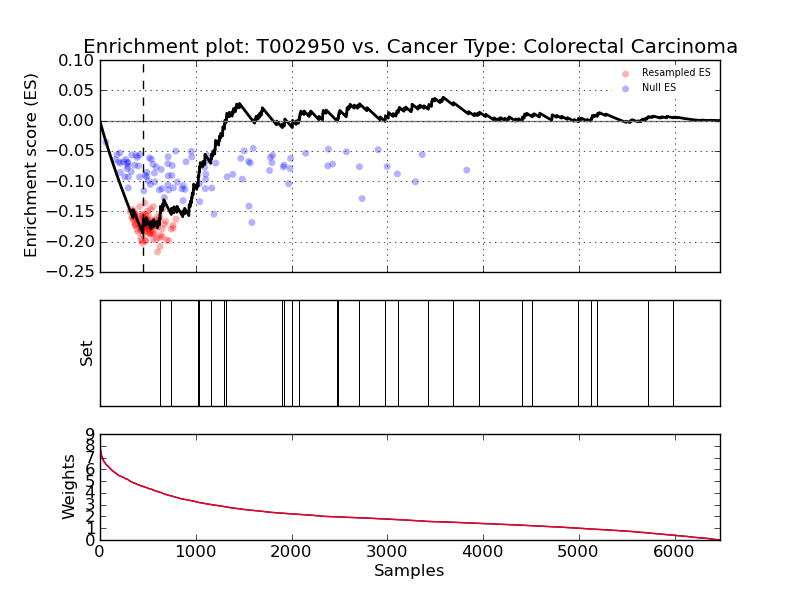 Enrichment plot: T002950 vs. Cancer Type: Colorectal Carcinoma
Enrichment score (ES)
0.10
0.05
0.00
−0.05
−0.10
−0.15
−0.20
−0.25
Resampled ES
Null ES
Set
Weights
9
8
7
6
5
4
3
2
1
0
0 1000 2000 3000 4000 5000 6000
Samples